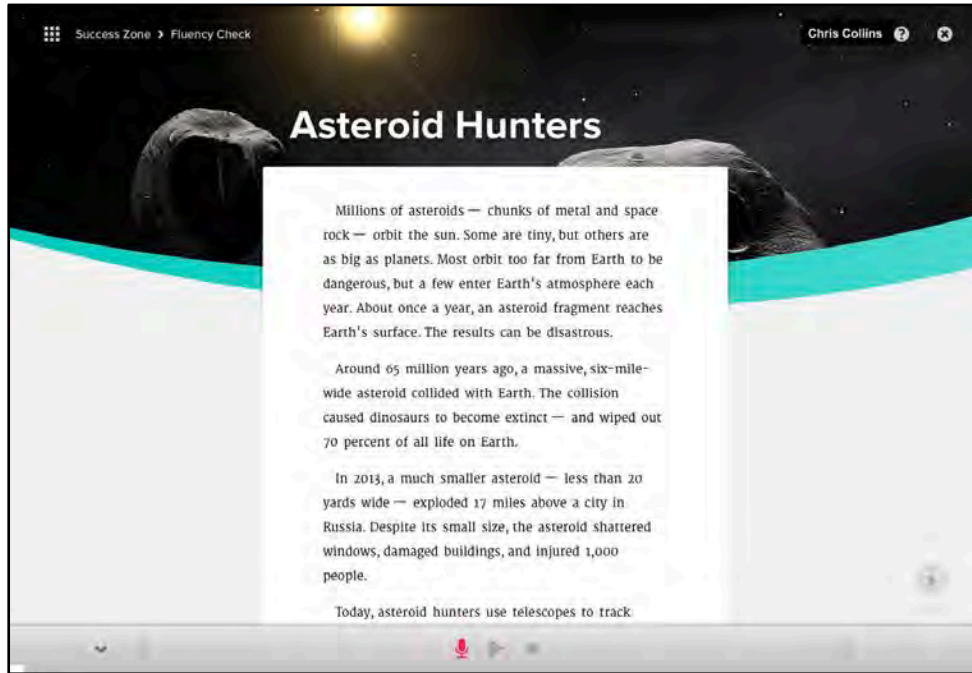 Success Zone › Fluency Check
Chris Collins ?
Asteroid Hunters
Millions of asteroids — chunks of metal and space
rock — orbit the sun. Some are tiny, but others are
as big as planets. Most orbit too far from Earth to be
dangerous, but a few enter Earth's atmosphere each
year. About once a year, an asteroid fragment reaches
Earth's surface. The results can be disastrous.
Around 65 million years ago, a massive, six-mile-
wide asteroid collided with Earth. The collision
caused dinosaurs to become extinct — and wiped out
70 percent of all life on Earth.
In 2013, a much smaller asteroid — less than 20
yards wide — exploded 17 miles above a city in
Russia. Despite its small size, the asteroid shattered
windows, damaged buildings, and injured 1,000
people.
Today, asteroid hunters use telescopes to track